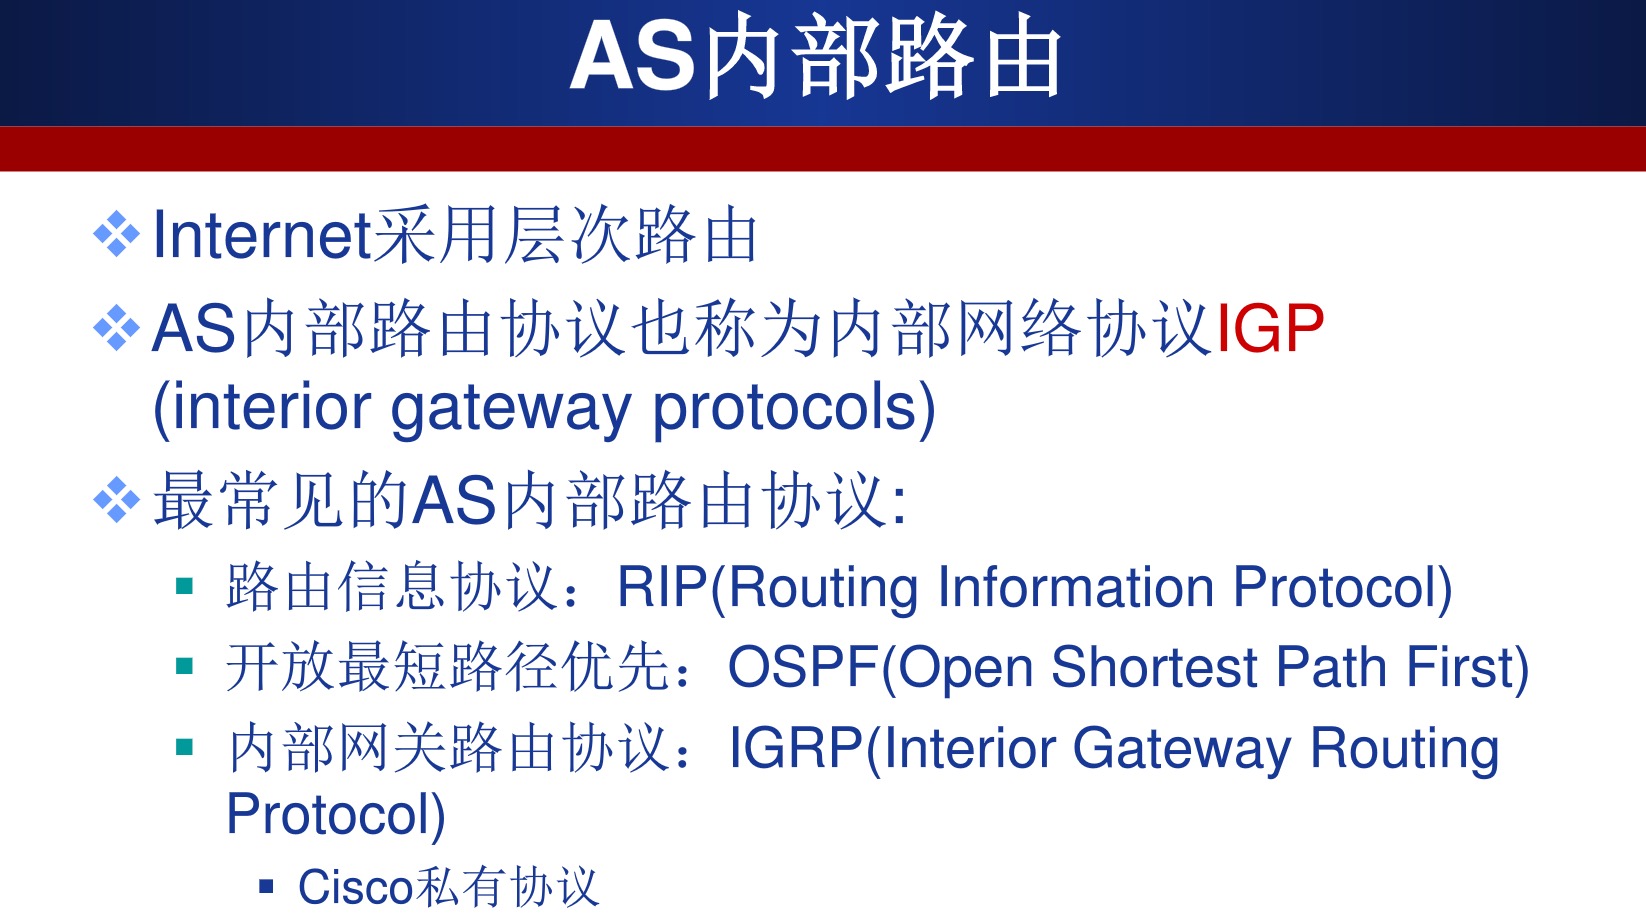 AS内部路由
Internet采用层次路由
AS内部路由协议也称为内部网络协议IGP
(interior gateway protocols)
最常见的AS内部路由协议:
路由信息协议：RIP(Routing Information Protocol)
开放最短路径优先：OSPF(Open Shortest Path First)
内部网关路由协议：IGRP(Interior Gateway Routing
Protocol)
Cisco私有协议